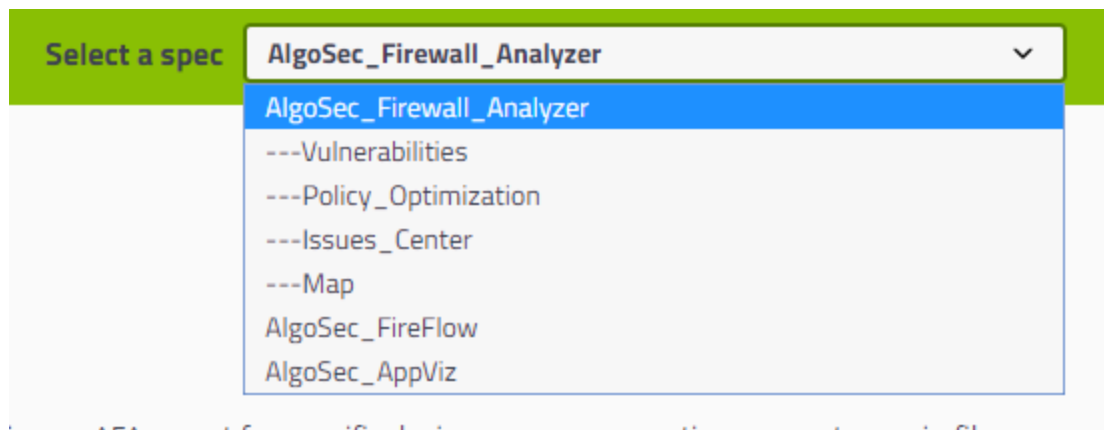 Select a spec
AlgoSec_Firewall_Analyzer
AlgoSec_Firewall_Analyzer
---Vulnerabilities
---Policy_Optimization
---Issues_Center
---Map
AlgoSec_FireFlow
AlgoSec_AppViz